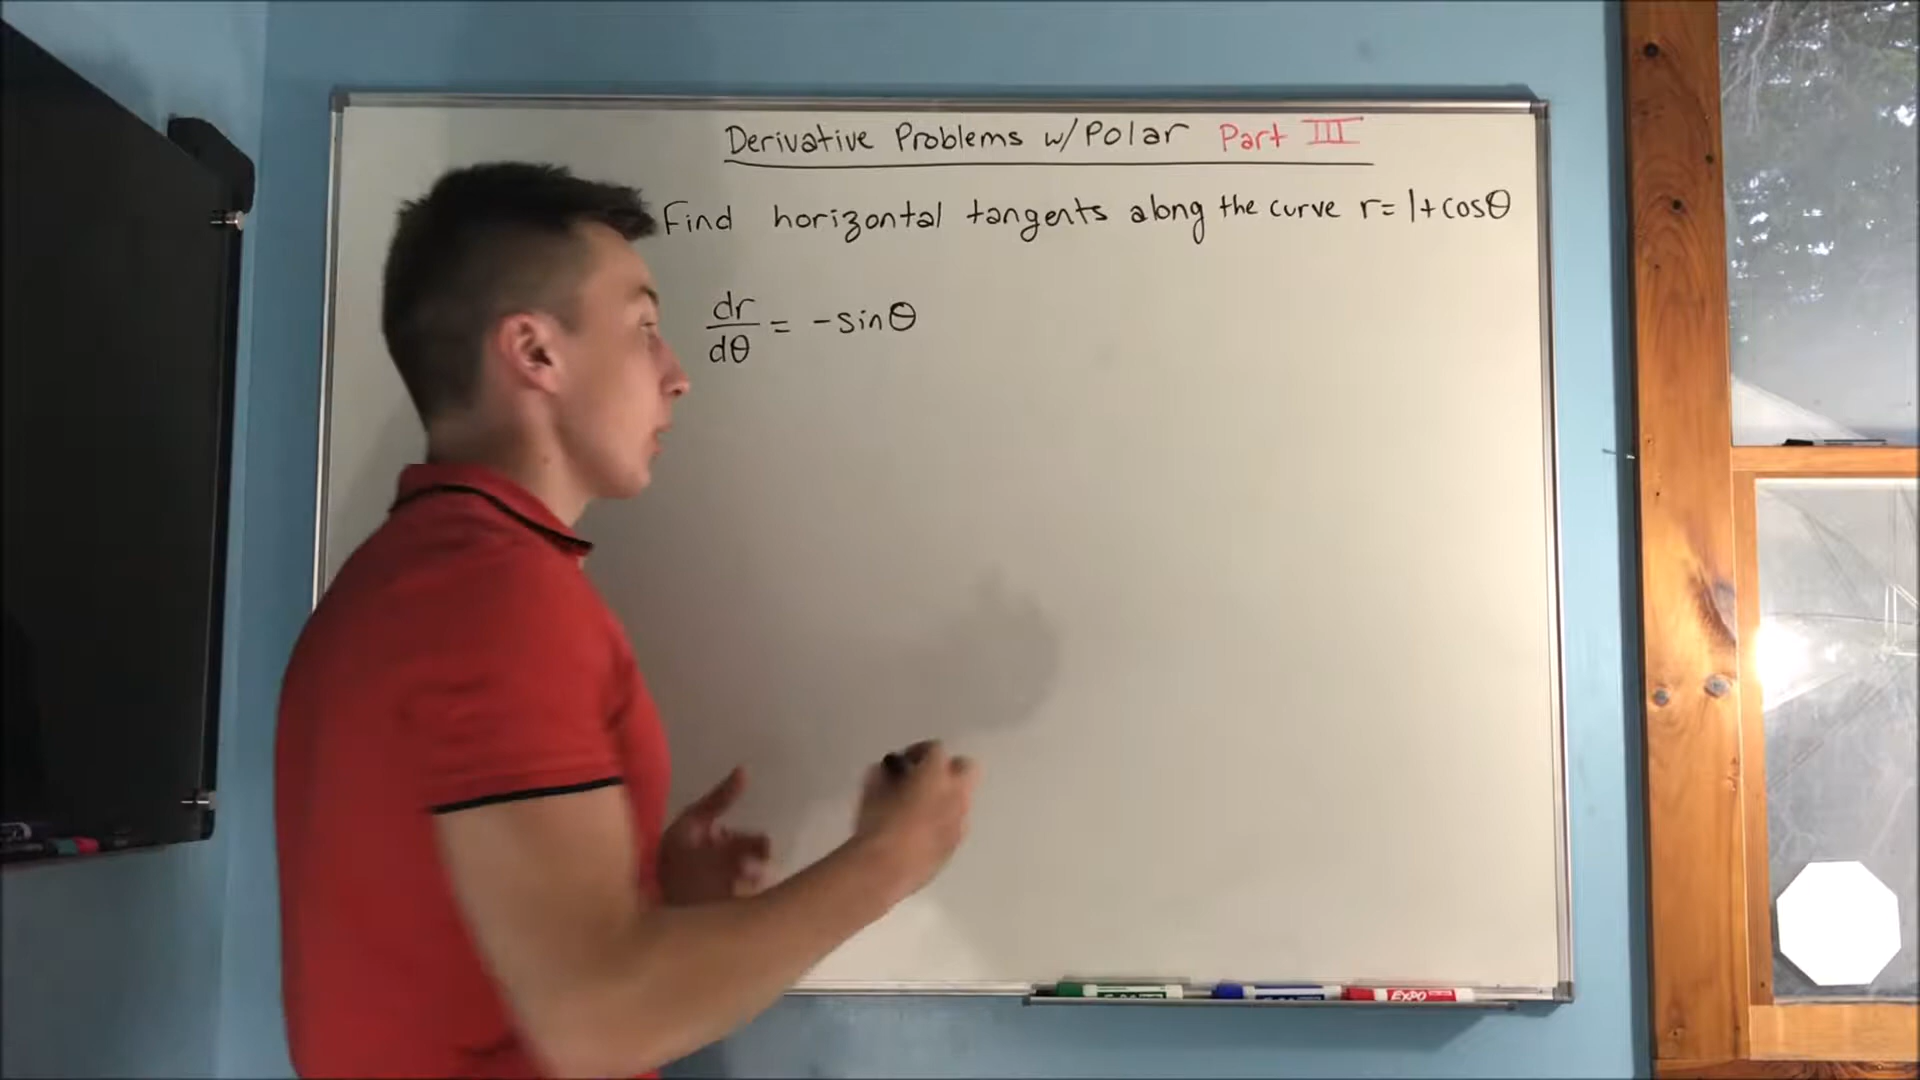 Derivative Problems w/ Polar Part III
Find horizontal tangents along the curve r = 1 + cosθ
dr/dθ = -sinθ
EXPO